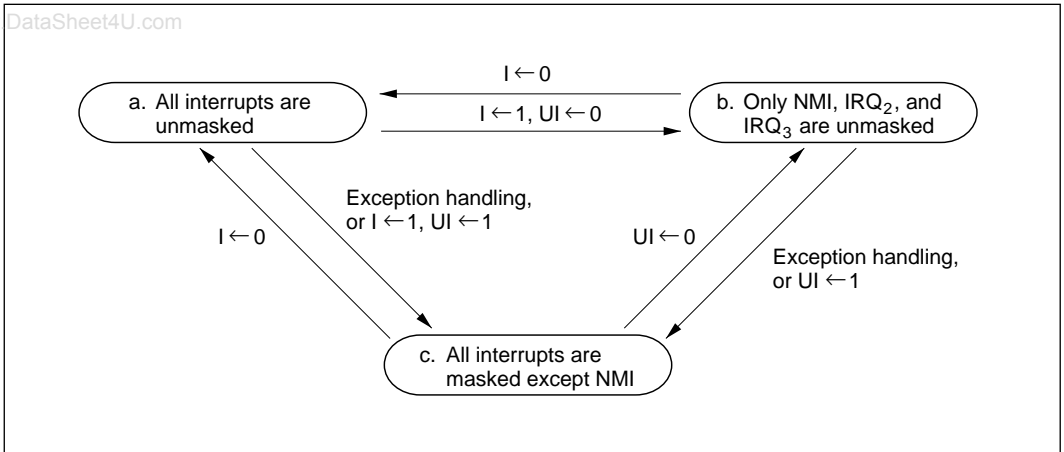 DataSheet4U.com
I ← 0
a. All interrupts are
unmasked
I ← 1, UI ← 0
b. Only NMI, IRQ₂, and
IRQ₃ are unmasked
Exception handling,
or I ← 1, UI ← 1
I ← 0
UI ← 0
Exception handling,
or UI ← 1
c. All interrupts are
masked except NMI